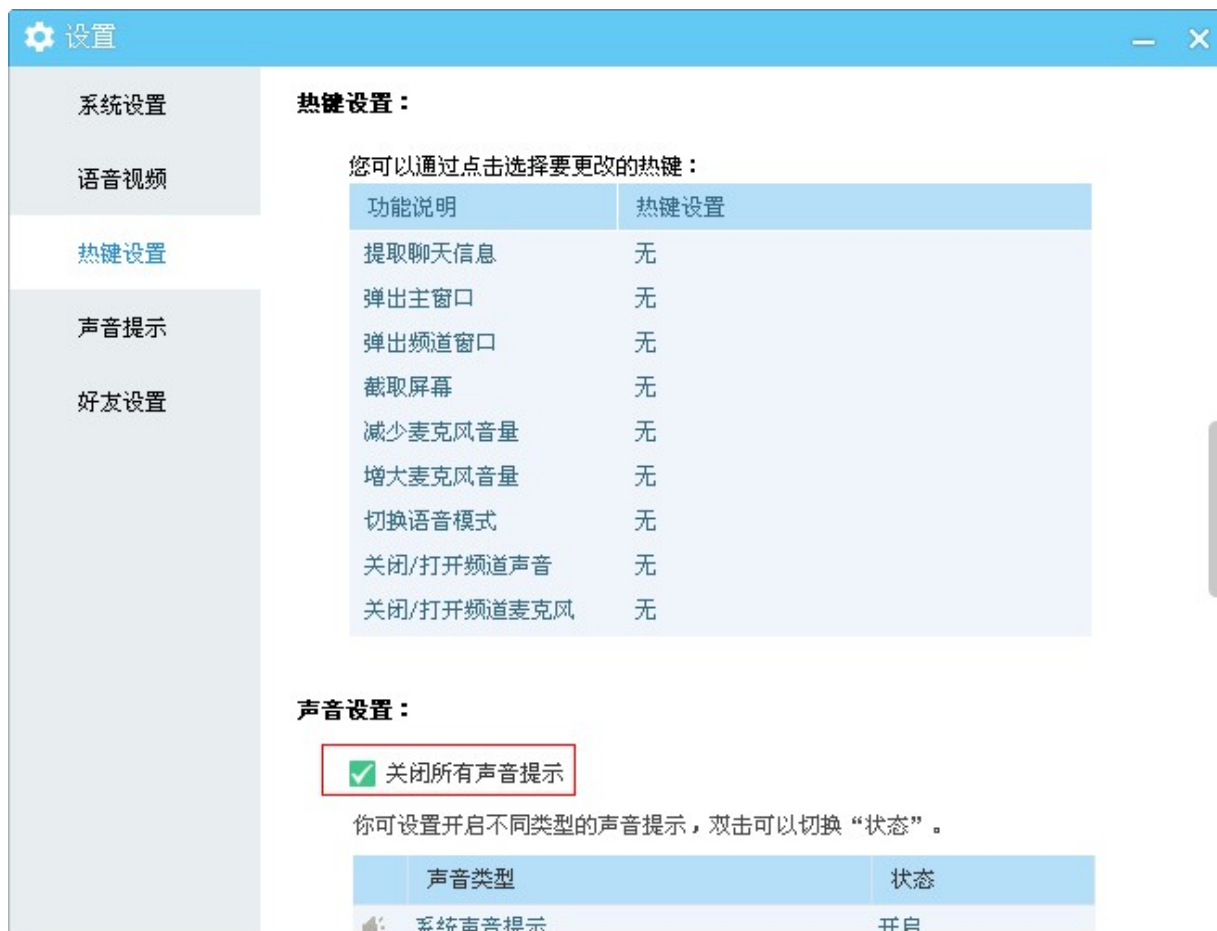 设置
系统设置
语音视频
热键设置
声音提示
好友设置
热键设置：
您可以通过点击选择要更改的热键：
功能说明 热键设置
提取聊天信息 无
弹出主窗口 无
弹出频道窗口 无
截取屏幕 无
减少麦克风音量 无
增大麦克风音量 无
切换语音模式 无
关闭/打开频道声音 无
关闭/打开频道麦克风 无
声音设置：
关闭所有声音提示
你可设置开启不同类型的声音提示，双击可以切换“状态”。
声音类型 状态
系统声音提示 开启